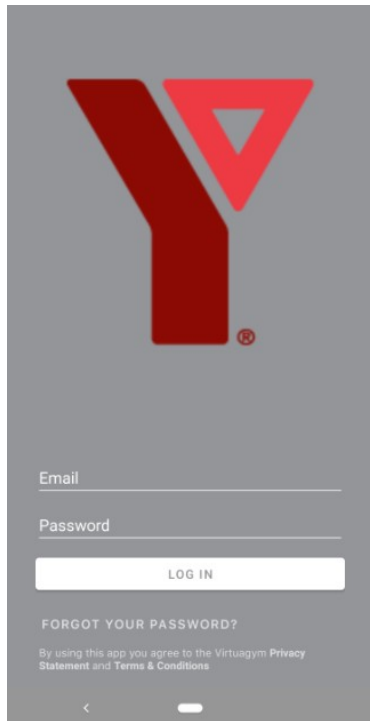 Y®
Email
Password
LOG IN
FORGOT YOUR PASSWORD?
By using this app you agree to the Virtuagym Privacy
Statement and Terms & Conditions